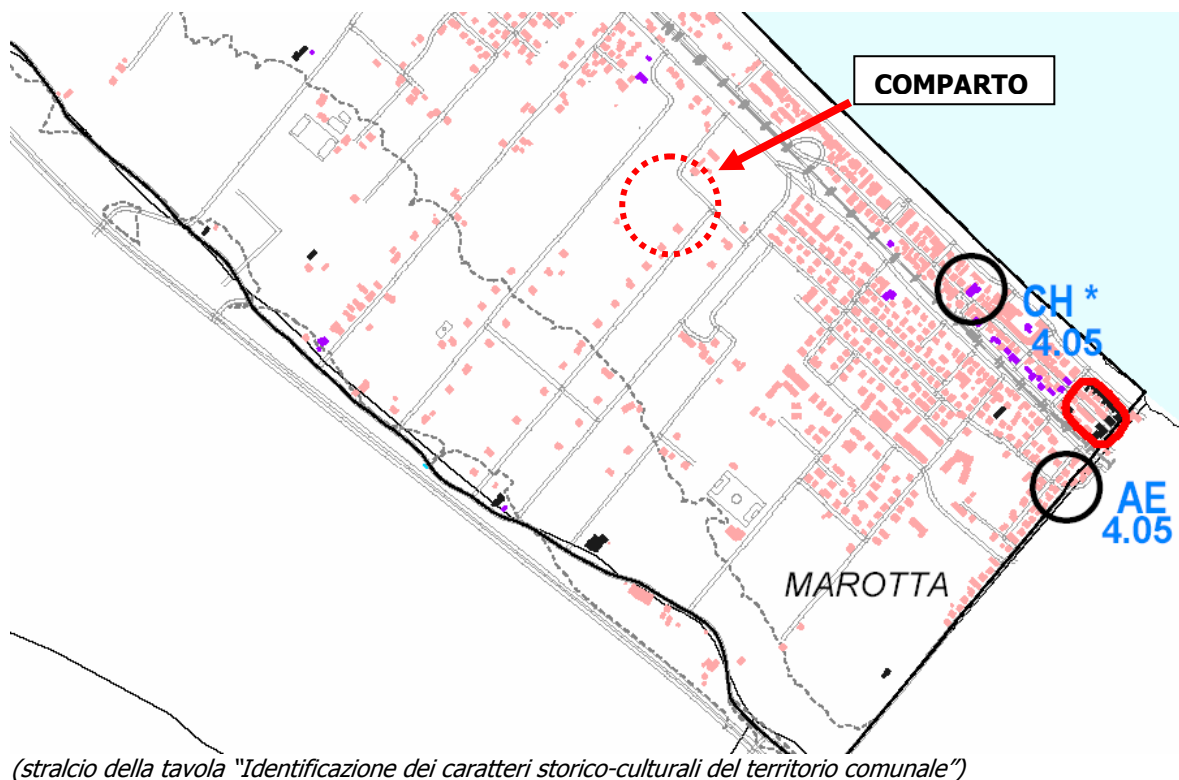 COMPARTO
CH *
4.05
AE
4.05
MAROTTA
(stralcio della tavola "Identificazione dei caratteri storico-culturali del territorio comunale")